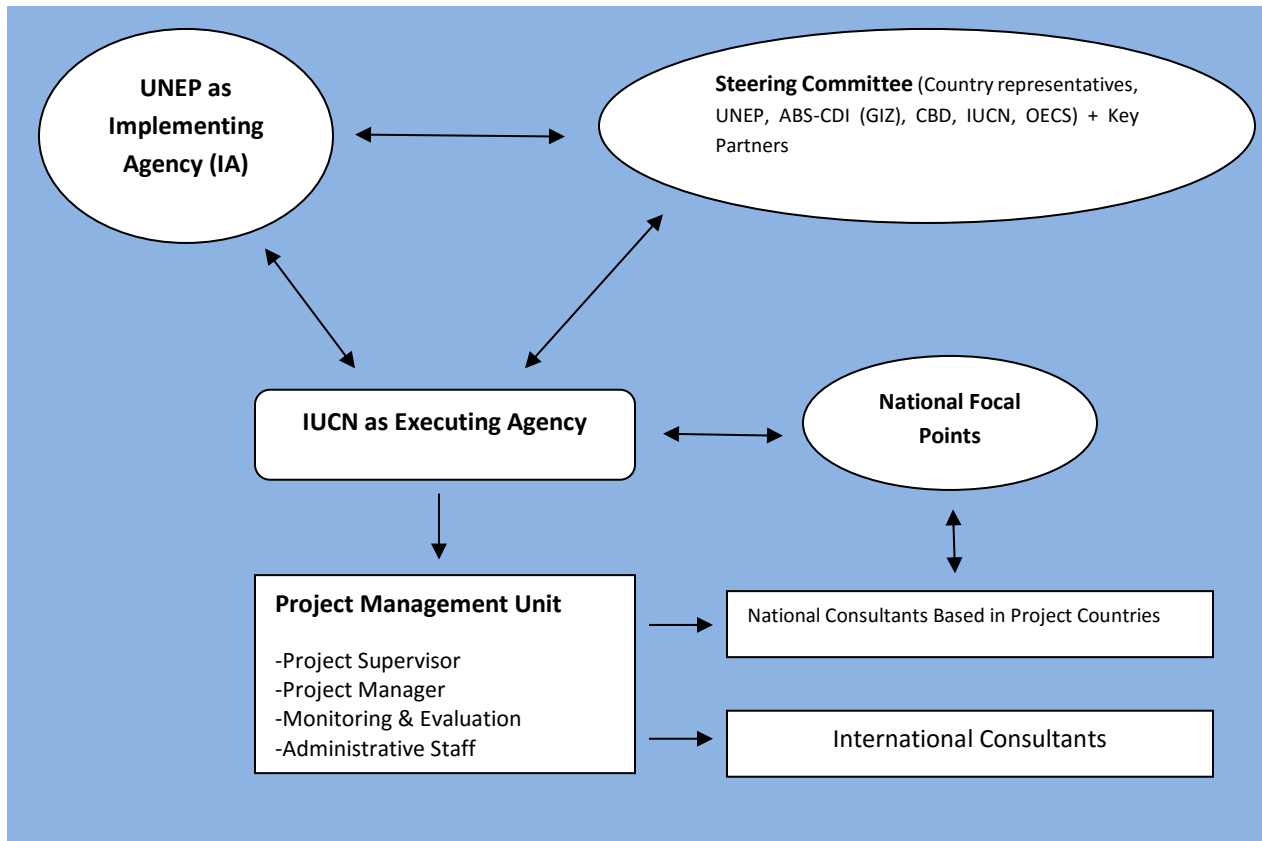 UNEP as
Implementing
Agency (IA)
Steering Committee (Country representatives,
UNEP, ABS-CDI (GIZ), CBD, IUCN, OECS) + Key
Partners
IUCN as Executing Agency
National Focal
Points
Project Management Unit
-Project Supervisor
-Project Manager
-Monitoring & Evaluation
-Administrative Staff
National Consultants Based in Project Countries
International Consultants